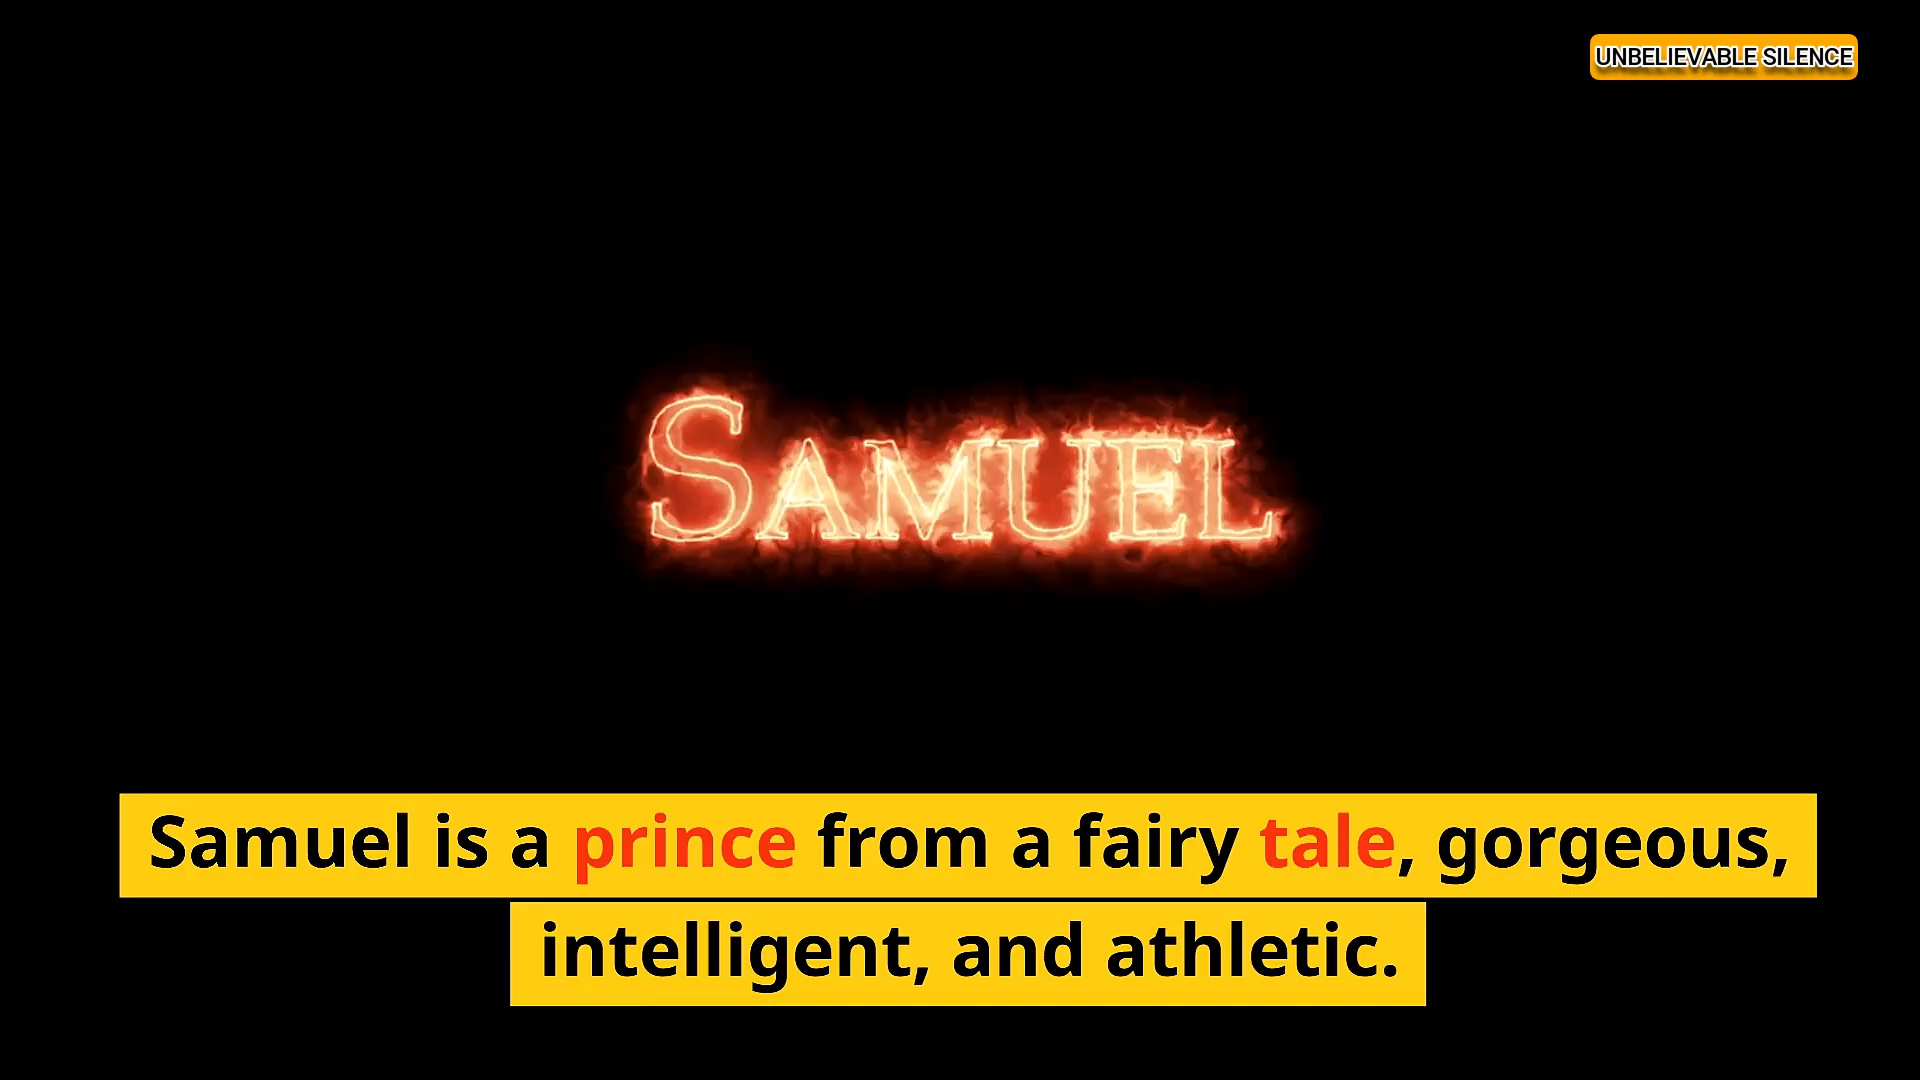 UNBELIEVABLE SILENCE
SAMUEL
Samuel is a prince from a fairy tale, gorgeous,
intelligent, and athletic.